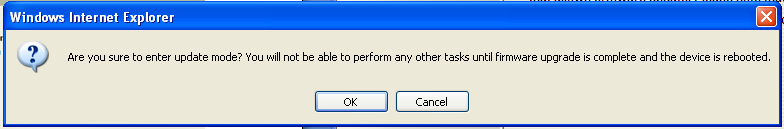 Windows Internet Explorer
Are you sure to enter update mode? You will not be able to perform any other tasks until firmware upgrade is complete and the device is rebooted.
OK
Cancel